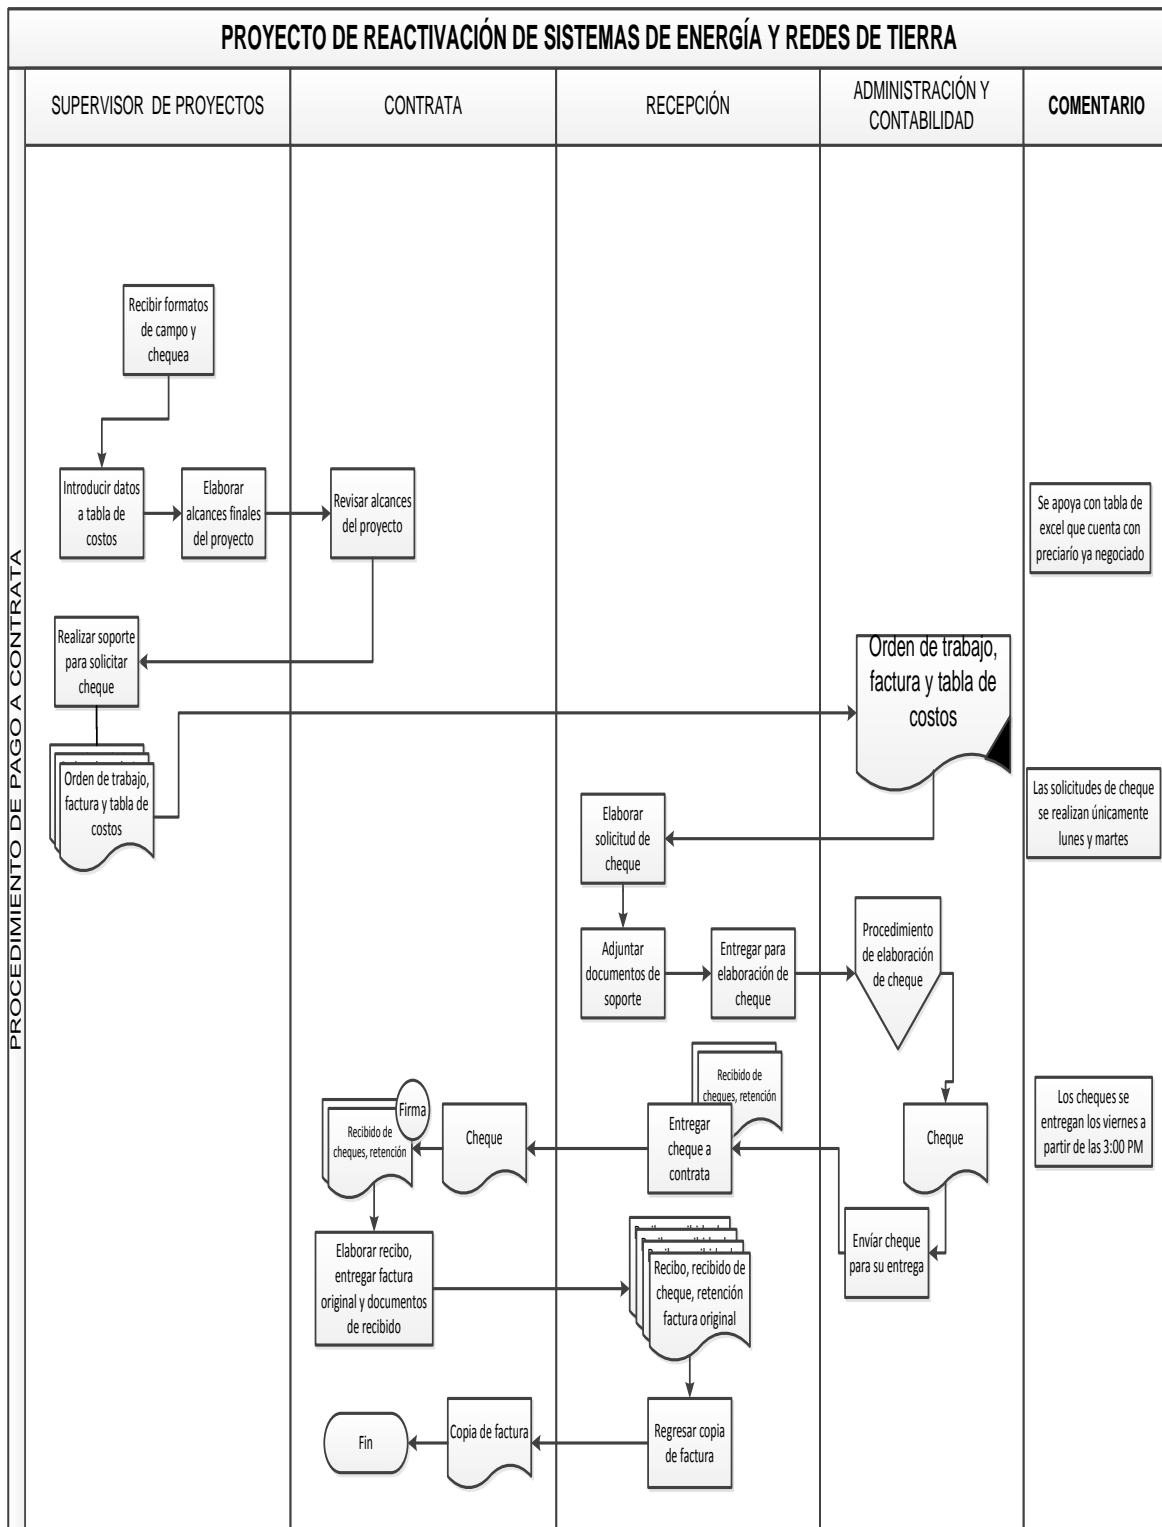 PROYECTO DE REACTIVACIÓN DE SISTEMAS DE ENERGÍA Y REDES DE TIERRA
SUPERVISOR DE PROYECTOS
CONTRATA
RECEPCIÓN
ADMINISTRACIÓN Y
CONTABILIDAD
COMENTARIO
PROCEDIMIENTO DE PAGO A CONTRATA
Recibir formatos
de campo y
chequea
Introducir datos
a tabla de
costos
Elaborar
alcances finales
del proyecto
Revisar alcances
del proyecto
Se apoya con tabla de
excel que cuenta con
preciarío ya negociado
Realizar soporte
para solicitar
cheque
Orden de trabajo,
factura y tabla de
costos
Orden de trabajo,
factura y tabla de
costos
Elaborar
solicitud de
cheque
Las solicitudes de cheque
se realizan únicamente
lunes y martes
Adjuntar
documentos de
soporte
Entregar para
elaboración de
cheque
Procedimiento
de elaboración
de cheque
Recibido de
cheques, retención
Entregar
cheque a
contrata
Cheque
Firma
Recibido de
cheques, retención
Cheque
Los cheques se
entregan los viernes a
partir de las 3:00 PM
Envíar cheque
para su entrega
Elaborar recibo,
entregar factura
original y documentos
de recibido
Recibo, recibido de
cheque, retención
factura original
Regresar copia
de factura
Copia de factura
Fin